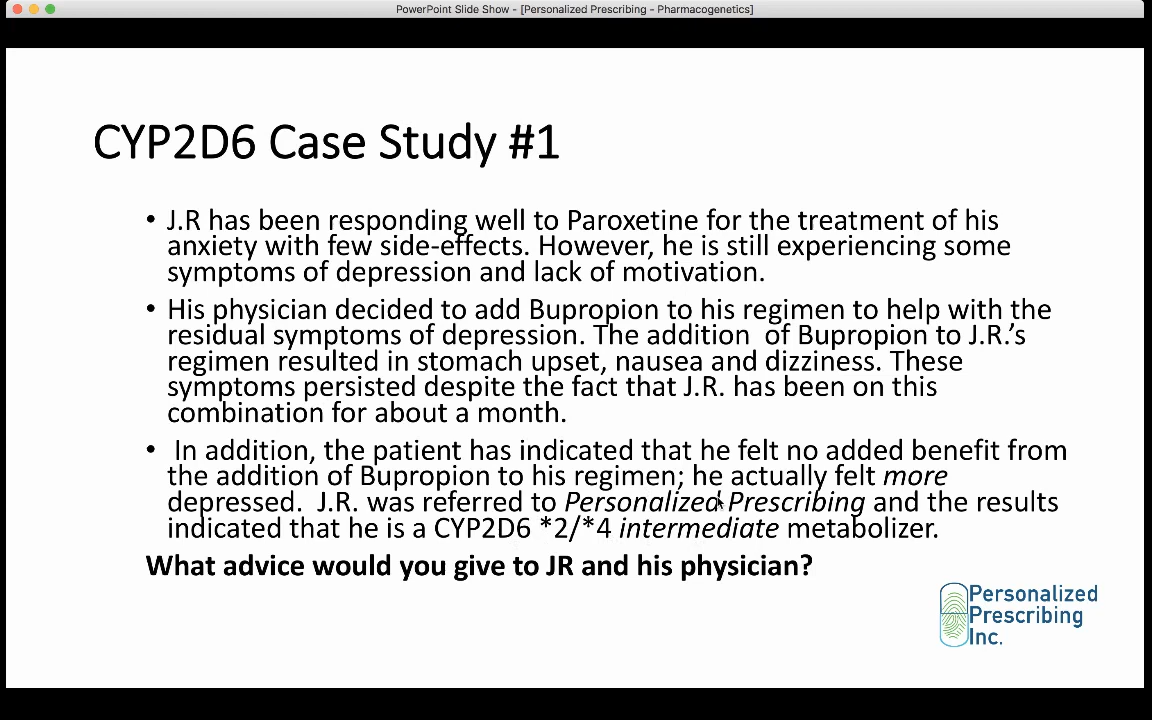 PowerPoint Slide Show - [Personalized Prescribing - Pharmacogenetics]
CYP2D6 Case Study #1
• J.R has been responding well to Paroxetine for the treatment of his
anxiety with few side-effects. However, he is still experiencing some
symptoms of depression and lack of motivation.
• His physician decided to add Bupropion to his regimen to help with the
residual symptoms of depression. The addition of Bupropion to J.R.'s
regimen resulted in stomach upset, nausea and dizziness. These
symptoms persisted despite the fact that J.R. has been on this
combination for about a month.
• In addition, the patient has indicated that he felt no added benefit from
the addition of Bupropion to his regimen; he actually felt more
depressed. J.R. was referred to Personalized Prescribing and the results
indicated that he is a CYP2D6 *2/*4 intermediate metabolizer.
What advice would you give to JR and his physician?
Personalized
Prescribing
Inc.